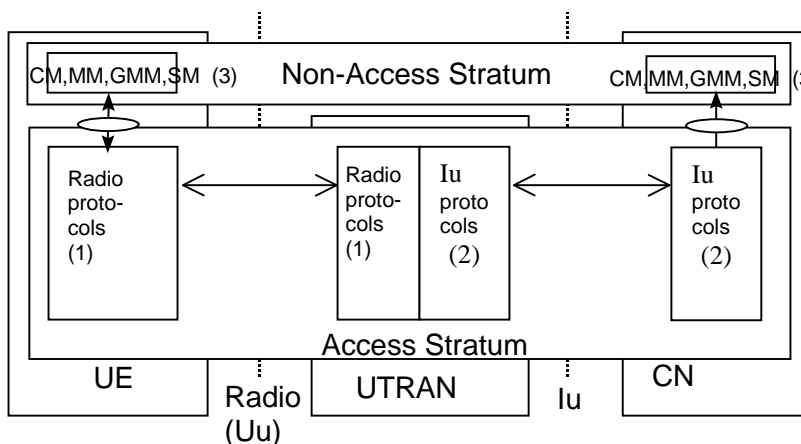 CM,MM,GMM,SM (3)
Non-Access Stratum
CM,MM,GMM,SM (3
Radio
proto-
cols
(1)
Radio
proto-
cols
(1)
Iu
proto
cols
(2)
Iu
proto
cols
(2)
Access Stratum
UE
Radio
(Uu)
UTRAN
Iu
CN